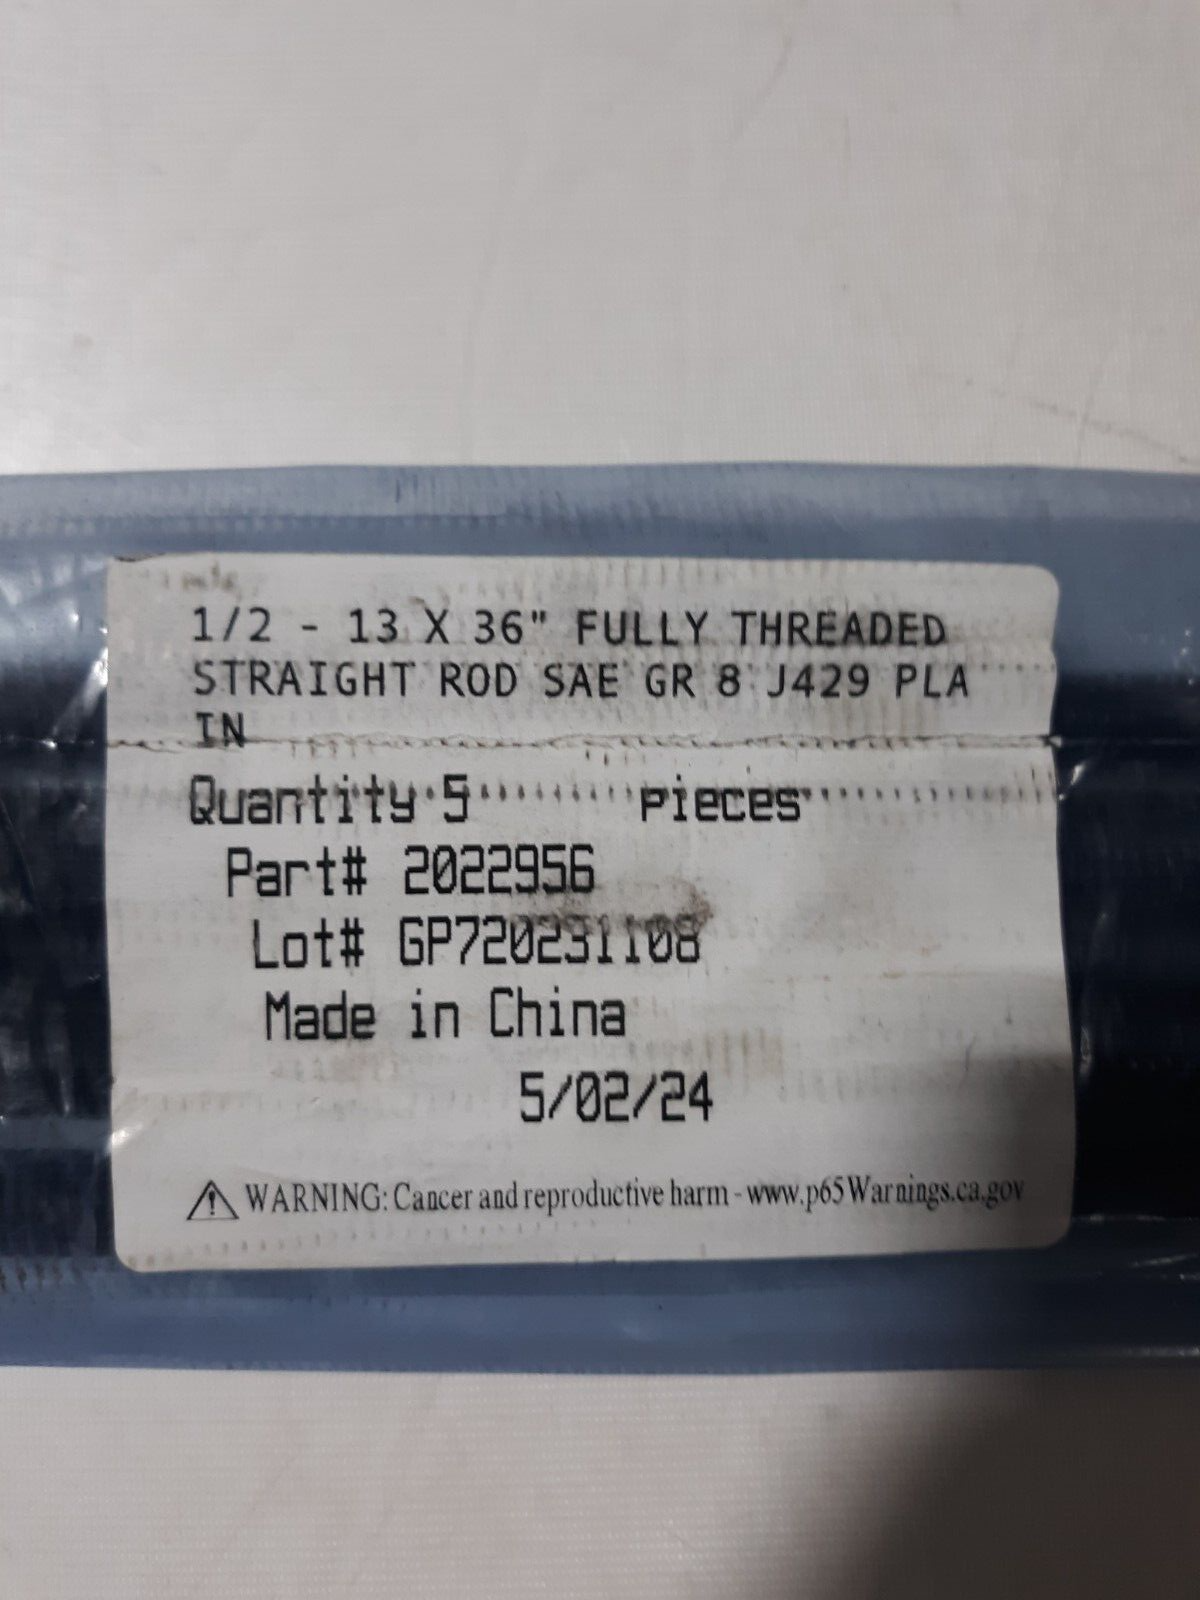 1/2 - 13 X 36" FULLY THREADED
STRAIGHT ROD SAE GR 8 J429 PLA
IN
Quantity 5 pieces
Part# 2022956
Lot# GP720231108
Made in China
5/02/24
⚠ WARNING: Cancer and reproductive harm - www.p65Warnings.ca.gov